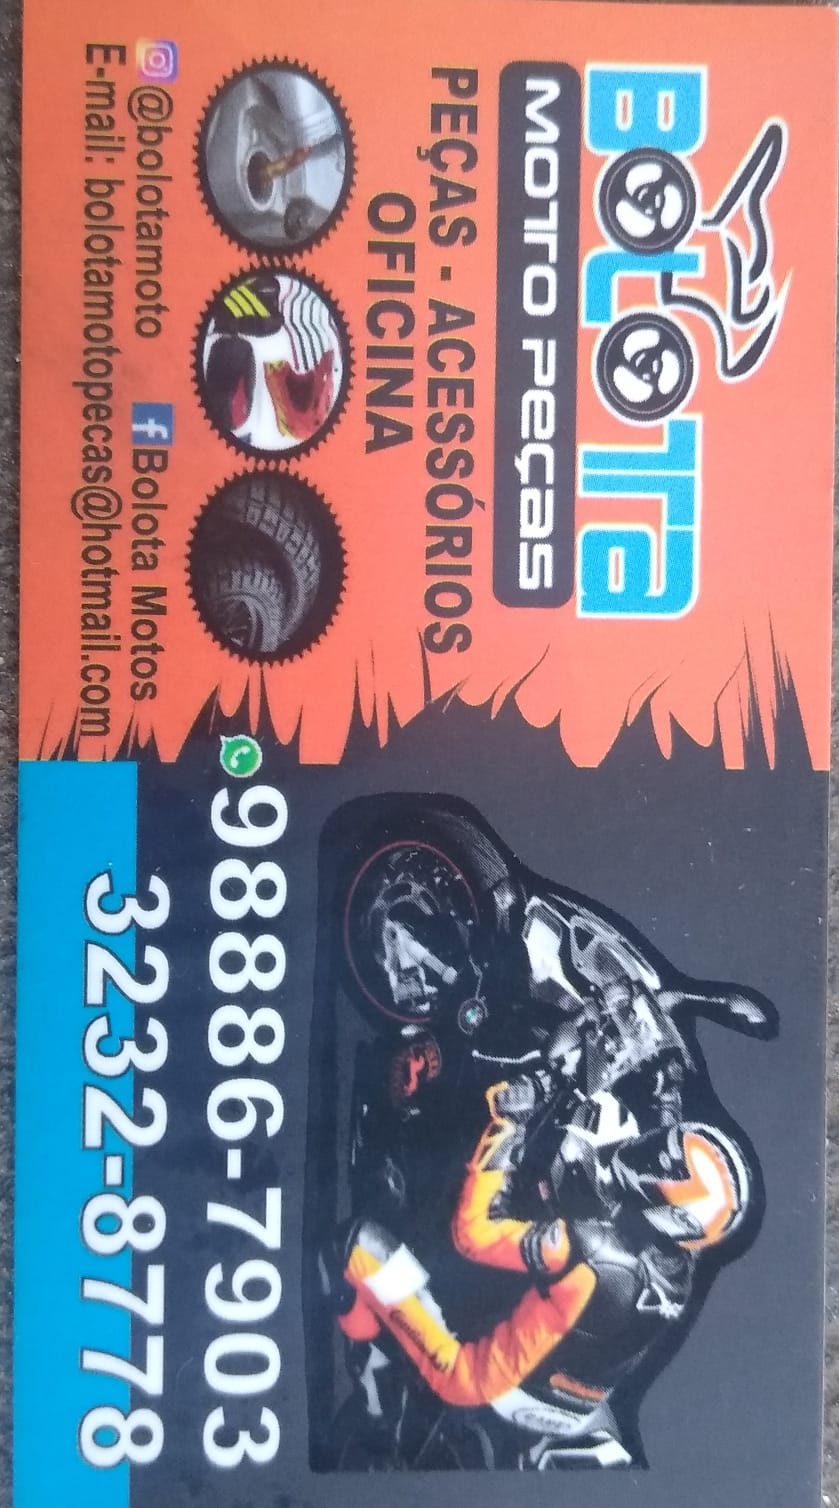 BOLOTA
MOTO PEÇAS
PEÇAS - ACESSÓRIOS
OFICINA
@bolotamoto
Bolota Motos
E-mail: bolotamotopecas@hotmail.com
98886-7903
3232-8778